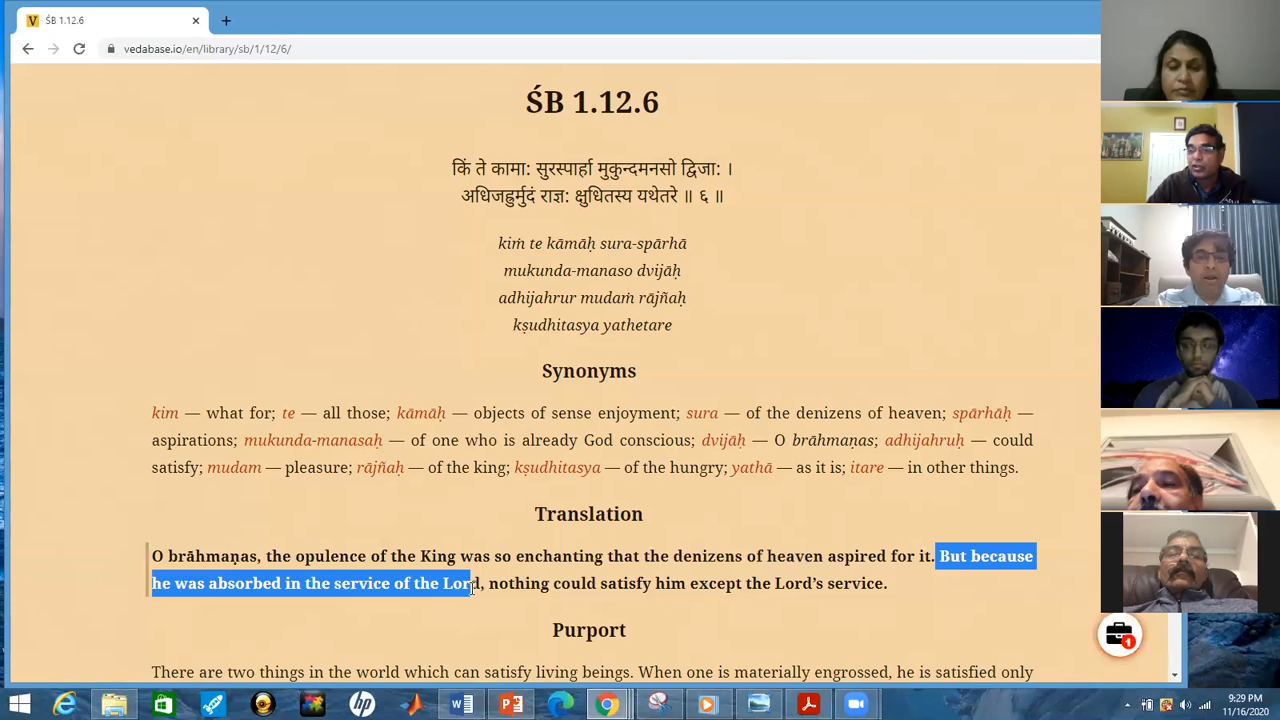 ŚB 1.12.6
vedabase.io/en/library/sb/1/12/6/
ŚB 1.12.6
किं ते कामा: सुरस्पार्हा मुकुन्दमनसो द्विजा: ।
अधिजह्रुर्मुदं राज्ञ: क्षुधितस्य यथेतरे ॥ ६ ॥
kiṁ te kāmāḥ sura-spārhā
mukunda-manaso dvijāḥ
adhijahrur mudaṁ rājñaḥ
kṣudhitasya yathetare
Synonyms
kim — what for; te — all those; kāmāḥ — objects of sense enjoyment; sura — of the denizens of heaven; spārhāḥ —
aspirations; mukunda-manasaḥ — of one who is already God conscious; dvijāḥ — O brāhmaṇas; adhijahruḥ — could
satisfy; mudam — pleasure; rājñaḥ — of the king; kṣudhitasya — of the hungry; yathā — as it is; itare — in other things.
Translation
O brāhmaṇas, the opulence of the King was so enchanting that the denizens of heaven aspired for it. But because
he was absorbed in the service of the Lord, nothing could satisfy him except the Lord’s service.
Purport
There are two things in the world which can satisfy living beings. When one is materially engrossed, he is satisfied only
1
9:29 PM
11/16/2020